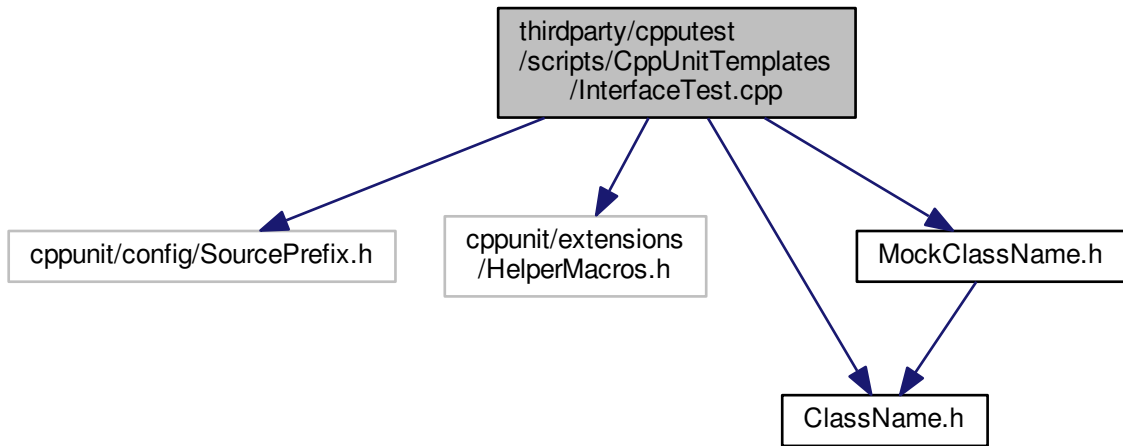 thirdparty/cpputest
/scripts/CppUnitTemplates
/InterfaceTest.cpp
cppunit/config/SourcePrefix.h
cppunit/extensions
/HelperMacros.h
MockClassName.h
ClassName.h